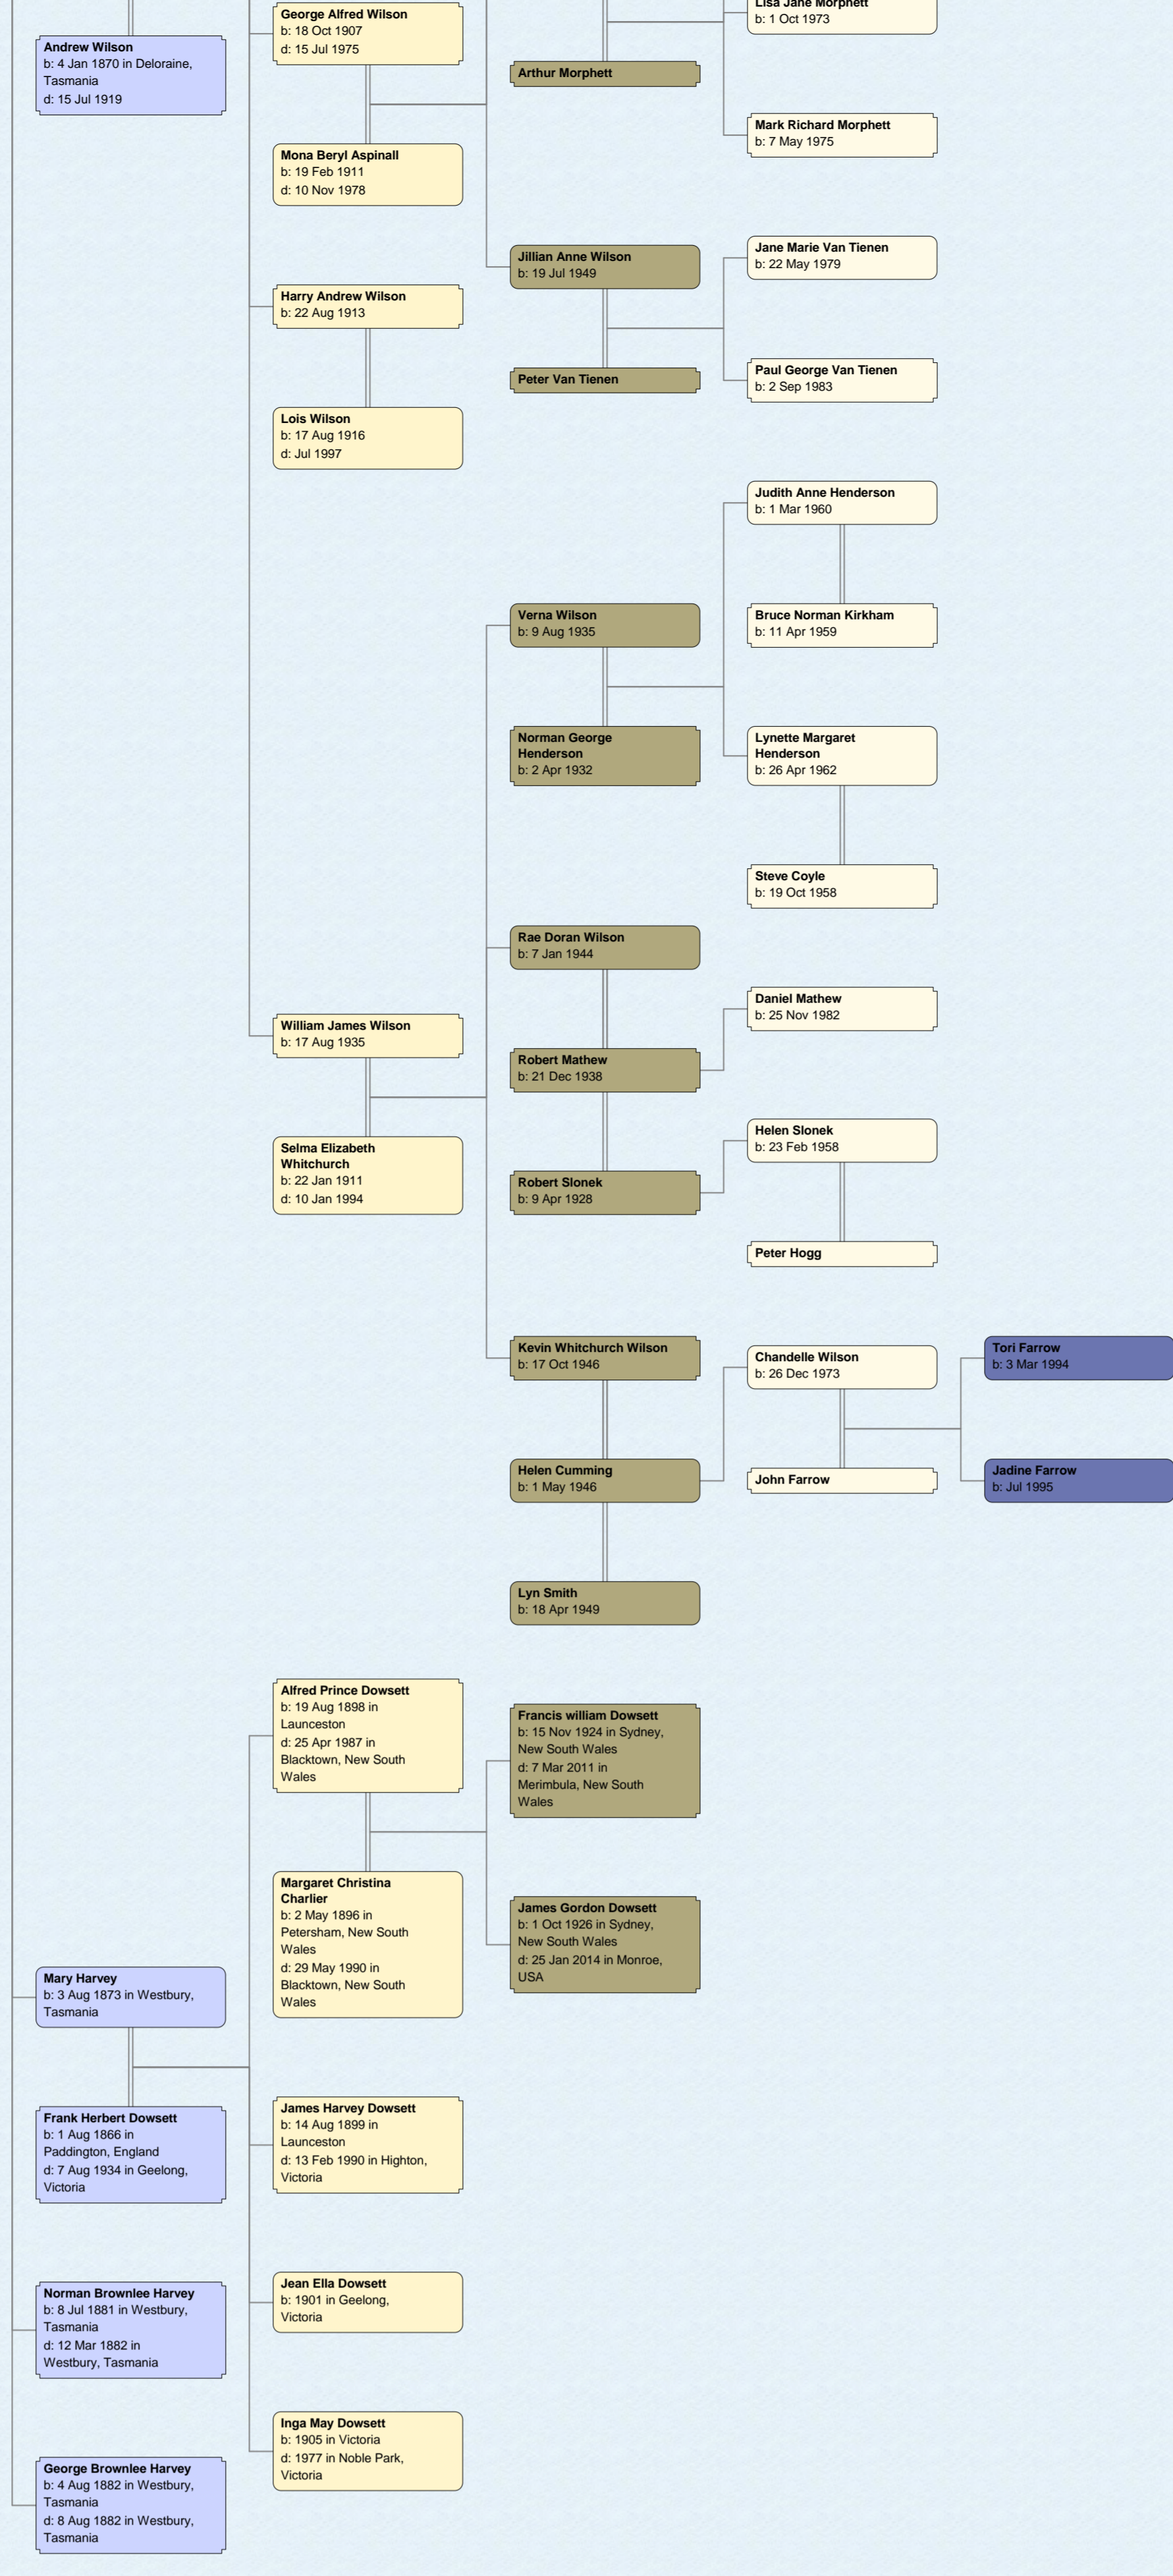 Andrew Wilson
b: 4 Jan 1870 in Deloraine,
Tasmania
d: 15 Jul 1919
George Alfred Wilson
b: 18 Oct 1907
d: 15 Jul 1975
Mona Beryl Aspinall
b: 19 Feb 1911
d: 10 Nov 1978
Arthur Morphett
Lisa Jane Morphett
b: 1 Oct 1973
Mark Richard Morphett
b: 7 May 1975
Jillian Anne Wilson
b: 19 Jul 1949
Peter Van Tienen
Jane Marie Van Tienen
b: 22 May 1979
Paul George Van Tienen
b: 2 Sep 1983
Harry Andrew Wilson
b: 22 Aug 1913
Lois Wilson
b: 17 Aug 1916
d: Jul 1997
Verna Wilson
b: 9 Aug 1935
Norman George
Henderson
b: 2 Apr 1932
Judith Anne Henderson
b: 1 Mar 1960
Bruce Norman Kirkham
b: 11 Apr 1959
Lynette Margaret
Henderson
b: 26 Apr 1962
Steve Coyle
b: 19 Oct 1958
William James Wilson
b: 17 Aug 1935
Selma Elizabeth
Whitchurch
b: 22 Jan 1911
d: 10 Jan 1994
Rae Doran Wilson
b: 7 Jan 1944
Robert Mathew
b: 21 Dec 1938
Robert Slonek
b: 9 Apr 1928
Daniel Mathew
b: 25 Nov 1982
Helen Slonek
b: 23 Feb 1958
Peter Hogg
Kevin Whitchurch Wilson
b: 17 Oct 1946
Helen Cumming
b: 1 May 1946
Lyn Smith
b: 18 Apr 1949
Chandelle Wilson
b: 26 Dec 1973
John Farrow
Tori Farrow
b: 3 Mar 1994
Jadine Farrow
b: Jul 1995
Mary Harvey
b: 3 Aug 1873 in Westbury,
Tasmania
Frank Herbert Dowsett
b: 1 Aug 1866 in
Paddington, England
d: 7 Aug 1934 in Geelong,
Victoria
Alfred Prince Dowsett
b: 19 Aug 1898 in
Launceston
d: 25 Apr 1987 in
Blacktown, New South
Wales
Margaret Christina
Charlier
b: 2 May 1896 in
Petersham, New South
Wales
d: 29 May 1990 in
Blacktown, New South
Wales
Francis william Dowsett
b: 15 Nov 1924 in Sydney,
New South Wales
d: 7 Mar 2011 in
Merimbula, New South
Wales
James Gordon Dowsett
b: 1 Oct 1926 in Sydney,
New South Wales
d: 25 Jan 2014 in Monroe,
USA
James Harvey Dowsett
b: 14 Aug 1899 in
Launceston
d: 13 Feb 1990 in Highton,
Victoria
Jean Ella Dowsett
b: 1901 in Geelong,
Victoria
Inga May Dowsett
b: 1905 in Victoria
d: 1977 in Noble Park,
Victoria
Norman Brownlee Harvey
b: 8 Jul 1881 in Westbury,
Tasmania
d: 12 Mar 1882 in
Westbury, Tasmania
George Brownlee Harvey
b: 4 Aug 1882 in Westbury,
Tasmania
d: 8 Aug 1882 in Westbury,
Tasmania